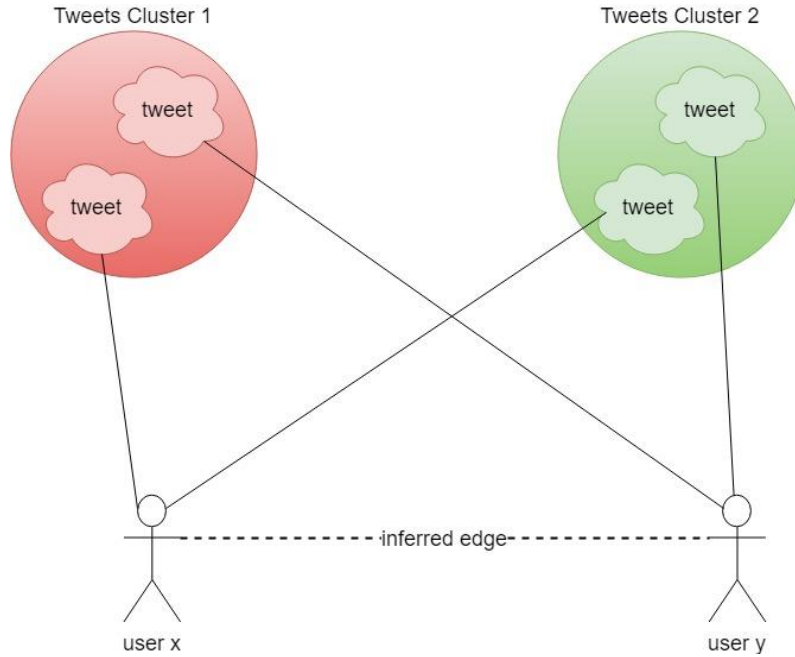 Tweets Cluster 1
Tweets Cluster 2
tweet
tweet
tweet
tweet
inferred edge
user x
user y